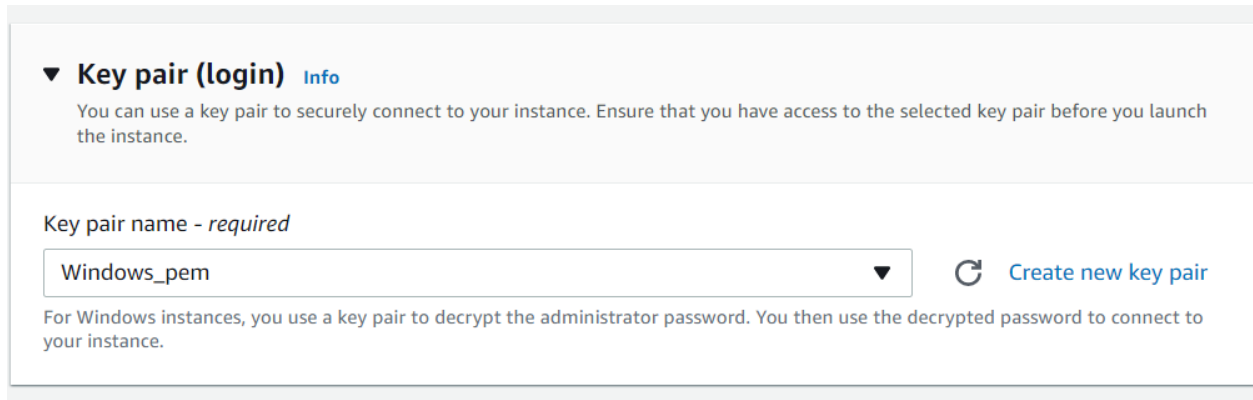 Key pair (login) Info
You can use a key pair to securely connect to your instance. Ensure that you have access to the selected key pair before you launch
the instance.
Key pair name - required
Windows_pem
Create new key pair
For Windows instances, you use a key pair to decrypt the administrator password. You then use the decrypted password to connect to
your instance.